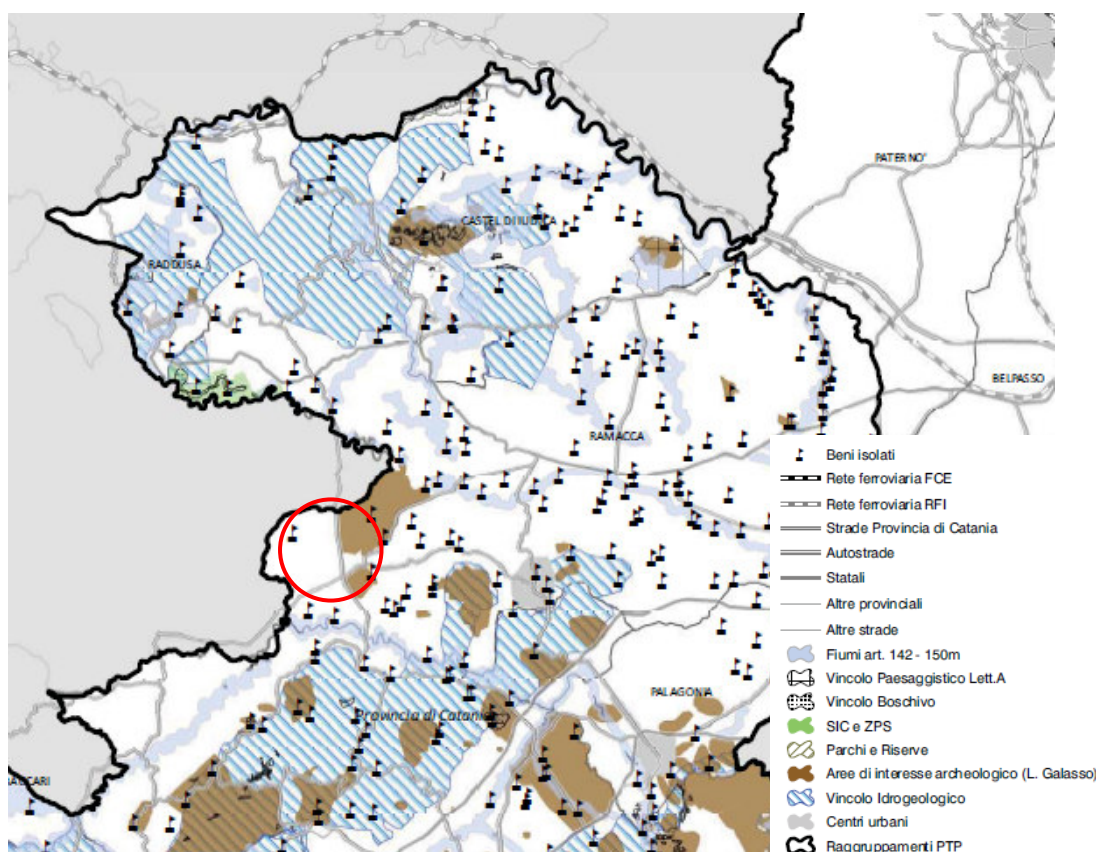 PATERNO'
CASTEL DI IUDICA
RADDUSA
BELPASSO
RAMACCA
PALAGONIA
Provincia di Catania
Beni isolati
Rete ferroviaria FCE
Rete ferroviaria RFI
Strade Provincia di Catania
Autostrade
Statali
Altre provinciali
Altre strade
Fiumi art. 142 - 150m
Vincolo Paesaggistico Lett.A
Vincolo Boschivo
SIC e ZPS
Parchi e Riserve
Aree di interesse archeologico (L. Galasso)
Vincolo Idrogeologico
Centri urbani
Raggruppamenti PTP